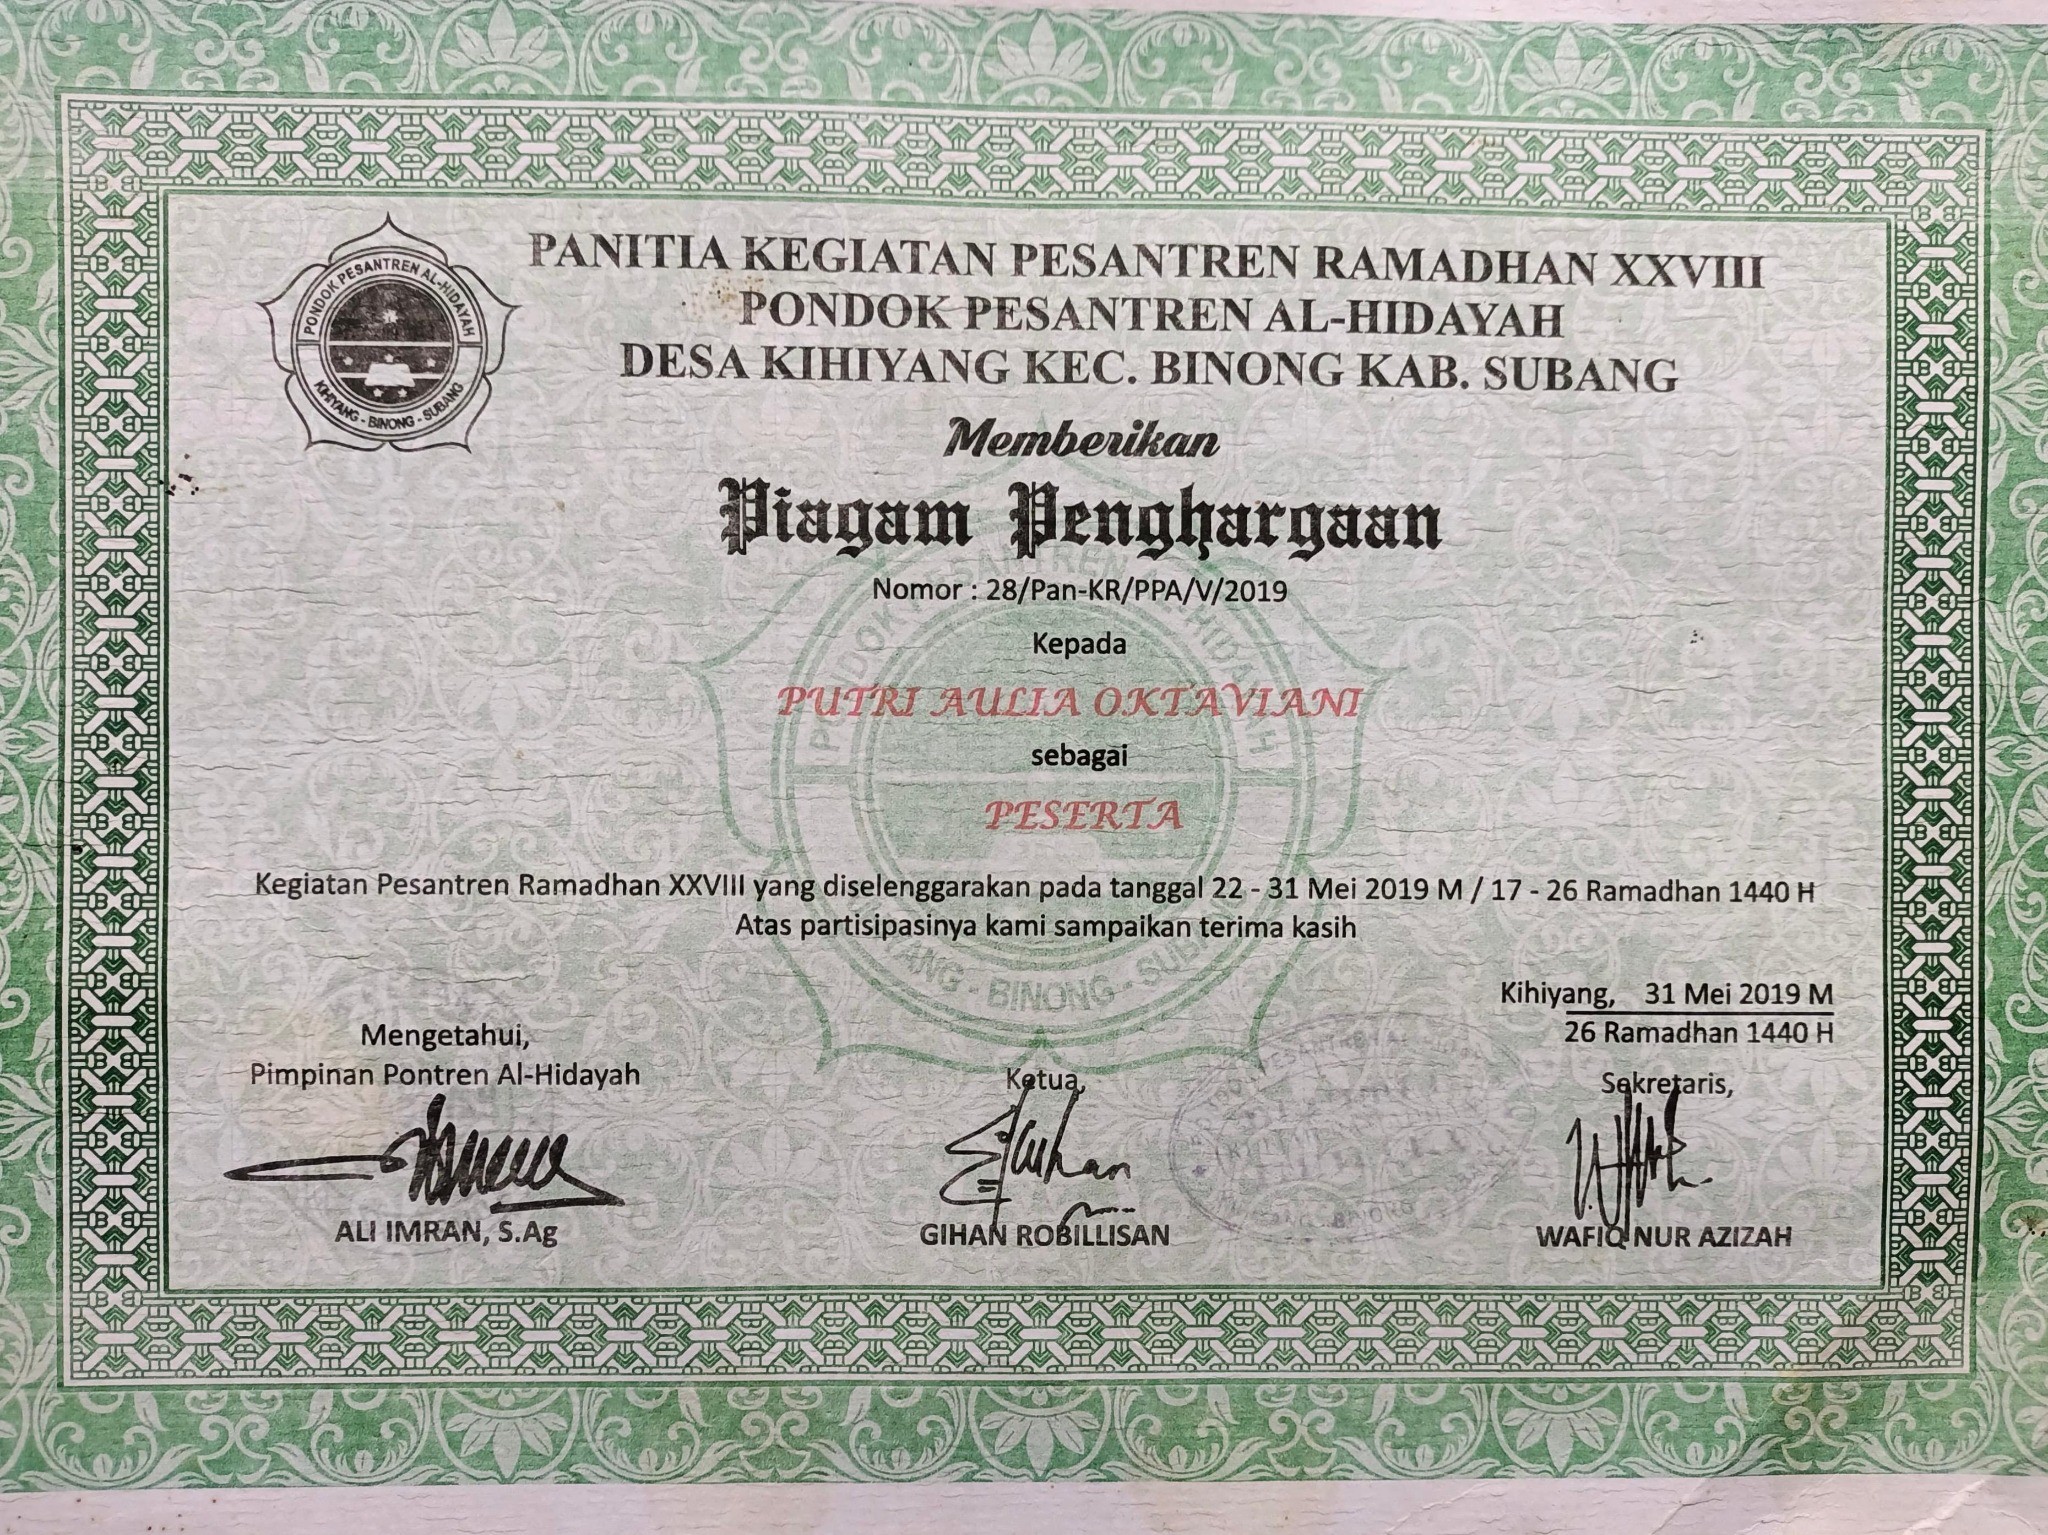 PONDOK PESANTREN AL-HIDAYAH
KIHIYANG - BINONG - SUBANG
PANITIA KEGIATAN PESANTREN RAMADHAN XXVIII
PONDOK PESANTREN AL-HIDAYAH
DESA KIHIYANG KEC. BINONG KAB. SUBANG
Memberikan
Piagam Penghargaan
Nomor : 28/Pan-KR/PPA/V/2019
Kepada
PUTRI AULIA OKTAVIANI
sebagai
PESERTA
Kegiatan Pesantren Ramadhan XXVIII yang diselenggarakan pada tanggal 22 - 31 Mei 2019 M / 17 - 26 Ramadhan 1440 H
Atas partisipasinya kami sampaikan terima kasih
Kihiyang, 31 Mei 2019 M
26 Ramadhan 1440 H
Mengetahui,
Pimpinan Pontren Al-Hidayah
Ketua,
Sekretaris,
ALI IMRAN, S.Ag
GIHAN ROBILLISAN
WAFIQ NUR AZIZAH